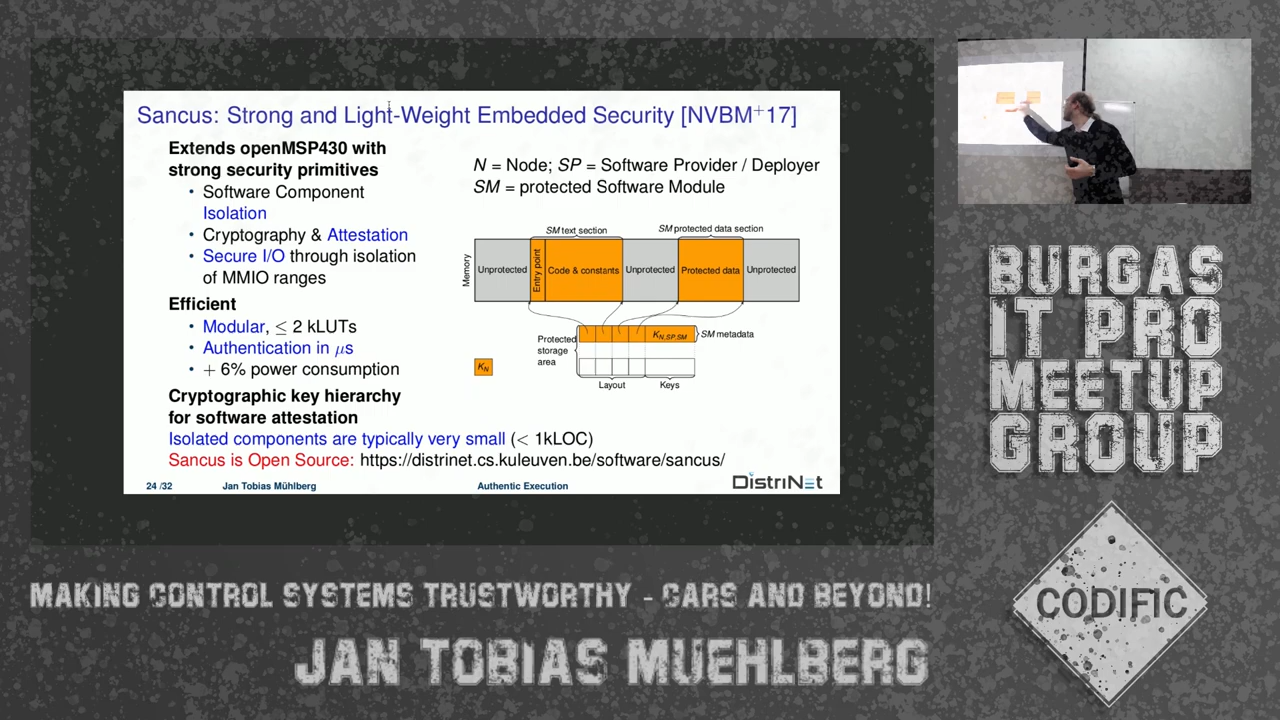 Sancus: Strong and Light-Weight Embedded Security [NVBM+17]
Extends openMSP430 with
strong security primitives
• Software Component
Isolation
• Cryptography & Attestation
• Secure I/O through isolation
of MMIO ranges
Efficient
• Modular, ≤ 2 kLUTs
• Authentication in μs
• + 6% power consumption
Cryptographic key hierarchy
for software attestation
Isolated components are typically very small (< 1kLOC)
Sancus is Open Source: https://distrinet.cs.kuleuven.be/software/sancus/
N = Node; SP = Software Provider / Deployer
SM = protected Software Module
SM text section
SM protected data section
Memory
Unprotected
Entry point
Code & constants
Unprotected
Protected data
Unprotected
Protected
storage
area
K_N,SP,SM
SM metadata
K_N
Layout
Keys
24 /32
Jan Tobias Mühlberg
Authentic Execution
DistriNet
BURGAS
IT PRO
MEETUP
GROUP
CODIFIC
MAKING CONTROL SYSTEMS TRUSTWORTHY - CARS AND BEYOND!
JAN TOBIAS MUEHLBERG